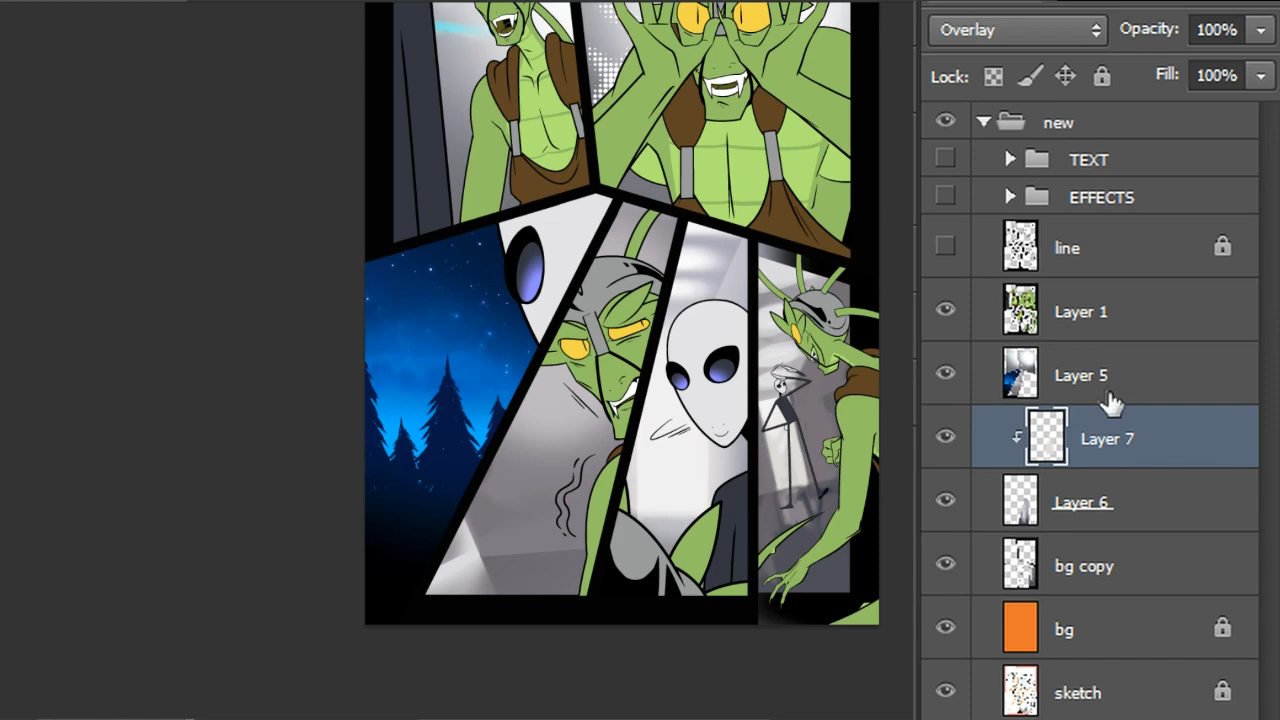 Overlay Opacity: 100%
Lock: Fill: 100%
new
TEXT
EFFECTS
line
Layer 1
Layer 5
Layer 7
Layer 6
bg copy
bg
sketch